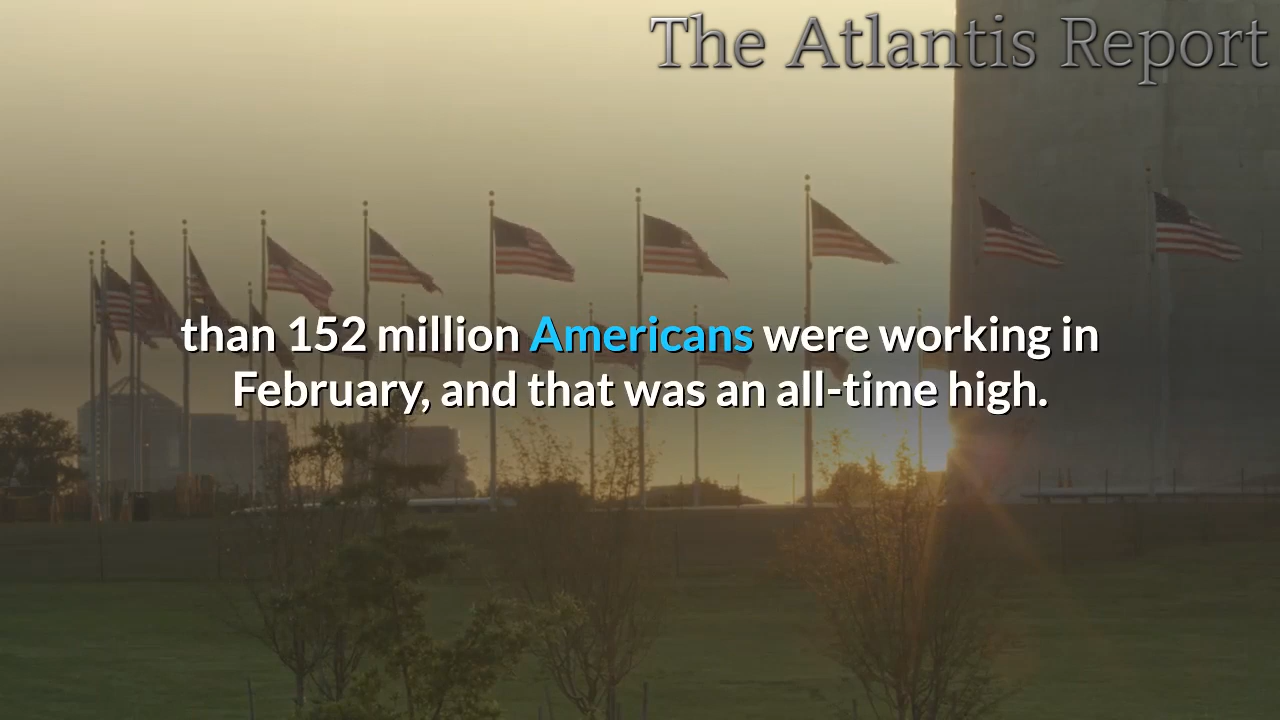 The Atlantis Report
than 152 million Americans were working in
February, and that was an all-time high.